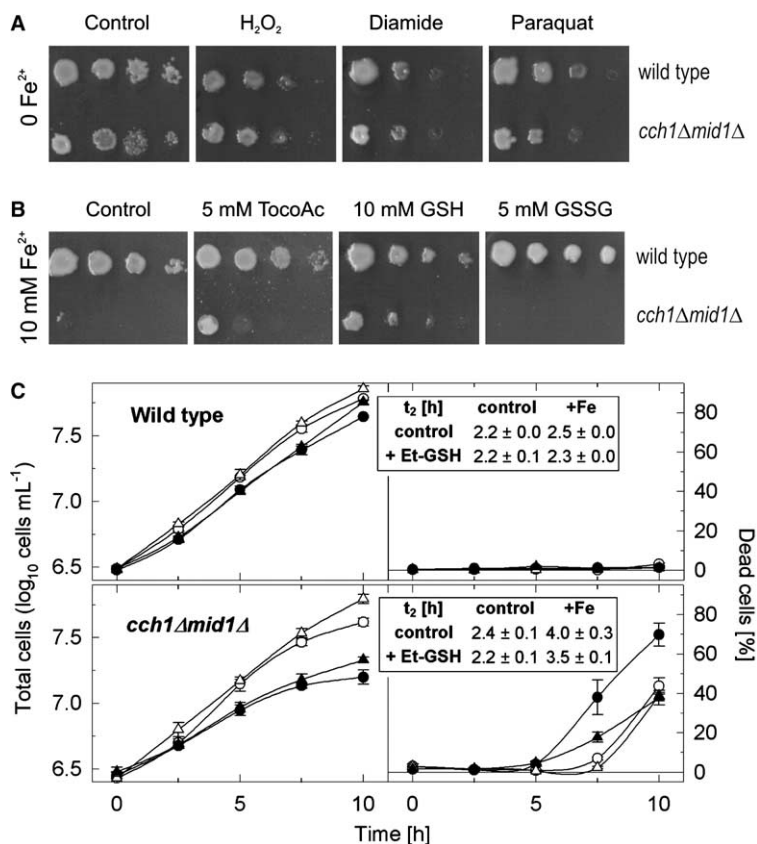 A
Control H₂O₂ Diamide Paraquat
0 Fe²⁺
wild type
cch1Δmid1Δ
B
Control 5 mM TocoAc 10 mM GSH 5 mM GSSG
10 mM Fe²⁺
wild type
cch1Δmid1Δ
C
Wild type
t₂ [h] control +Fe
control 2.2 ± 0.0 2.5 ± 0.0
+ Et-GSH 2.2 ± 0.1 2.3 ± 0.0
7.5
7.0
6.5
80
60
40
20
0
cch1Δmid1Δ
t₂ [h] control +Fe
control 2.4 ± 0.1 4.0 ± 0.3
+ Et-GSH 2.2 ± 0.1 3.5 ± 0.1
7.5
7.0
6.5
80
60
40
20
0
Total cells (log₁₀ cells mL⁻¹)
Dead cells [%]
0 5 10 0 5 10
Time [h]